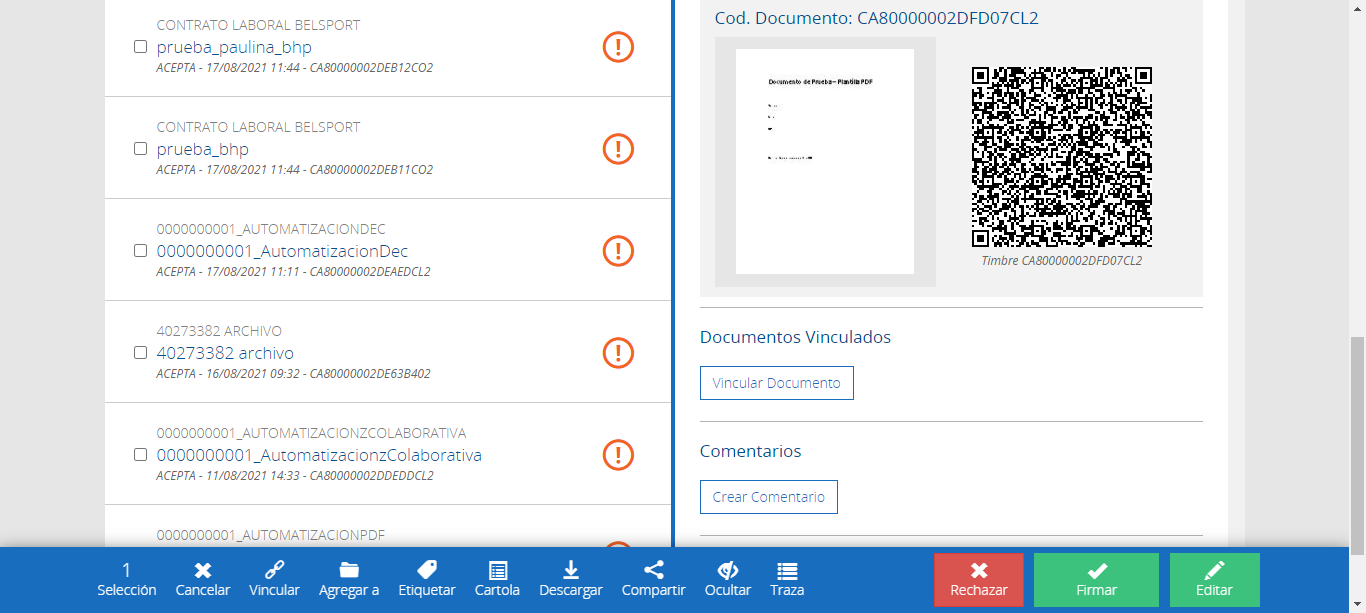 CONTRATO LABORAL BELSPORT
prueba_paulina_bhp
ACEPTA - 17/08/2021 11:44 - CA80000002DEB12CO2
CONTRATO LABORAL BELSPORT
prueba_bhp
ACEPTA - 17/08/2021 11:44 - CA80000002DEB11CO2
0000000001_AUTOMATIZACIONDEC
0000000001_AutomatizacionDec
ACEPTA - 17/08/2021 11:11 - CA80000002DEAEDCL2
40273382 ARCHIVO
40273382 archivo
ACEPTA - 16/08/2021 09:32 - CA80000002DE63B402
0000000001_AUTOMATIZACIONZCOLABORATIVA
0000000001_AutomatizacionzColaborativa
ACEPTA - 11/08/2021 14:33 - CA80000002DDEDDCL2
0000000001_AUTOMATIZACIONPDF
Cod. Documento: CA80000002DFD07CL2
Documento de Prueba – Plantilla PDF
Timbre CA80000002DFD07CL2
Documentos Vinculados
Vincular Documento
Comentarios
Crear Comentario
1
Selección
Cancelar
Vincular
Agregar a
Etiquetar
Cartola
Descargar
Compartir
Ocultar
Traza
Rechazar
Firmar
Editar